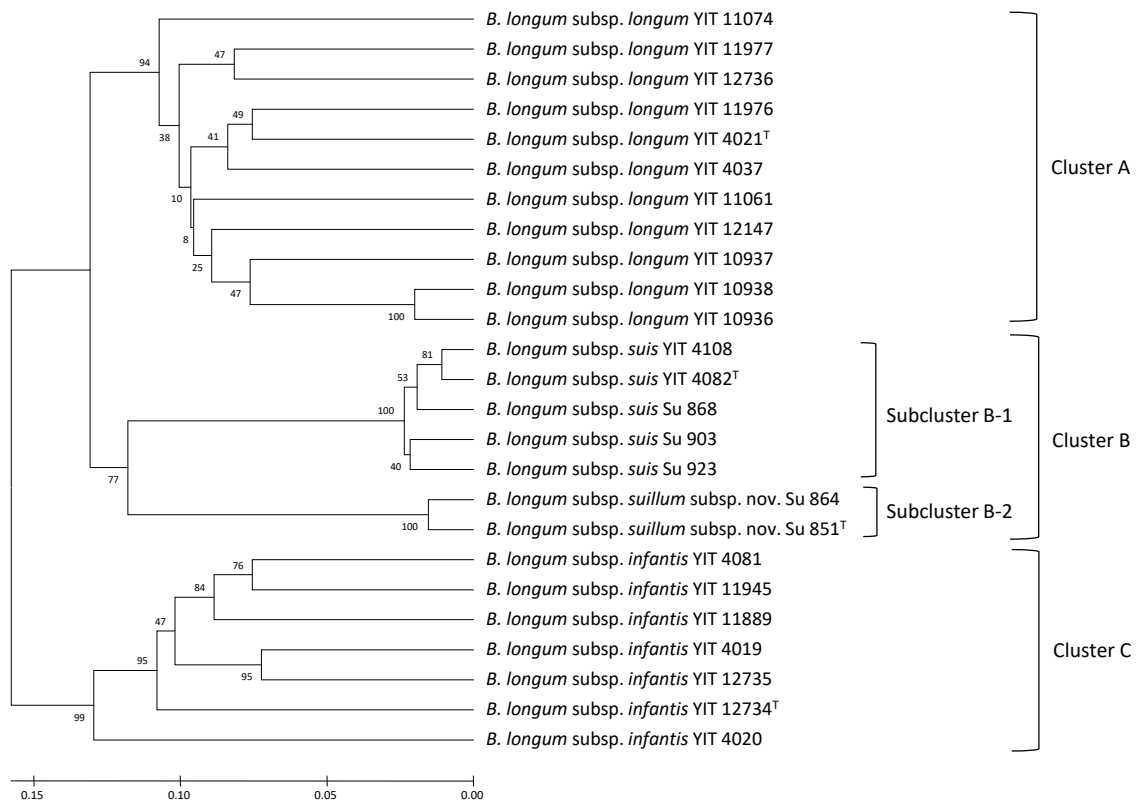 B. longum subsp. longum YIT 11074
94
B. longum subsp. longum YIT 11977
47
B. longum subsp. longum YIT 12736
38
B. longum subsp. longum YIT 11976
49
B. longum subsp. longum YIT 4021ᵀ
41
B. longum subsp. longum YIT 4037
Cluster A
10
B. longum subsp. longum YIT 11061
8
B. longum subsp. longum YIT 12147
25
B. longum subsp. longum YIT 10937
47
B. longum subsp. longum YIT 10938
100
B. longum subsp. longum YIT 10936
B. longum subsp. suis YIT 4108
81
B. longum subsp. suis YIT 4082ᵀ
53
B. longum subsp. suis Su 868
100
Subcluster B-1
B. longum subsp. suis Su 903
Cluster B
40
B. longum subsp. suis Su 923
77
B. longum subsp. suillum subsp. nov. Su 864
Subcluster B-2
100
B. longum subsp. suillum subsp. nov. Su 851ᵀ
B. longum subsp. infantis YIT 4081
76
B. longum subsp. infantis YIT 11945
84
B. longum subsp. infantis YIT 11889
47
B. longum subsp. infantis YIT 4019
Cluster C
95
95
B. longum subsp. infantis YIT 12735
B. longum subsp. infantis YIT 12734ᵀ
99
B. longum subsp. infantis YIT 4020
0.15 0.10 0.05 0.00